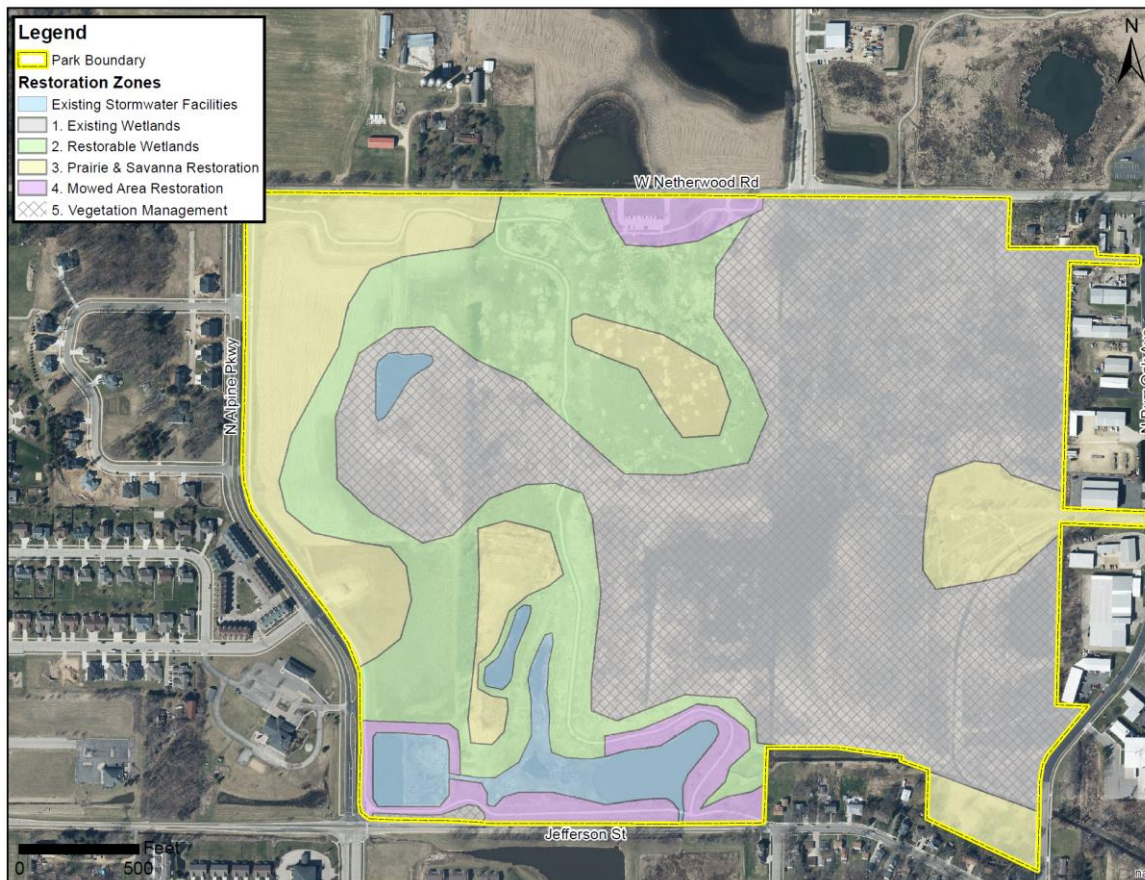 Legend
Park Boundary
Restoration Zones
Existing Stormwater Facilities
1. Existing Wetlands
2. Restorable Wetlands
3. Prairie & Savanna Restoration
4. Mowed Area Restoration
5. Vegetation Management
N
W Netherwood Rd
N Alpine Pkwy
Jefferson St
Feet
0 500